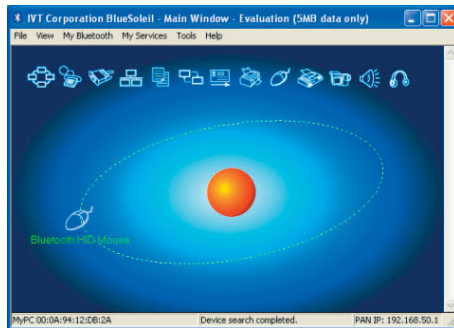 IVT Corporation BlueSoleil - Main Window - Evaluation (5MB data only)
File View My Bluetooth My Services Tools Help
Bluetooth HID-Mouse
MyPC 00:0A:94:12:DB:2A Device search completed. PAN IP: 192.168.50.1